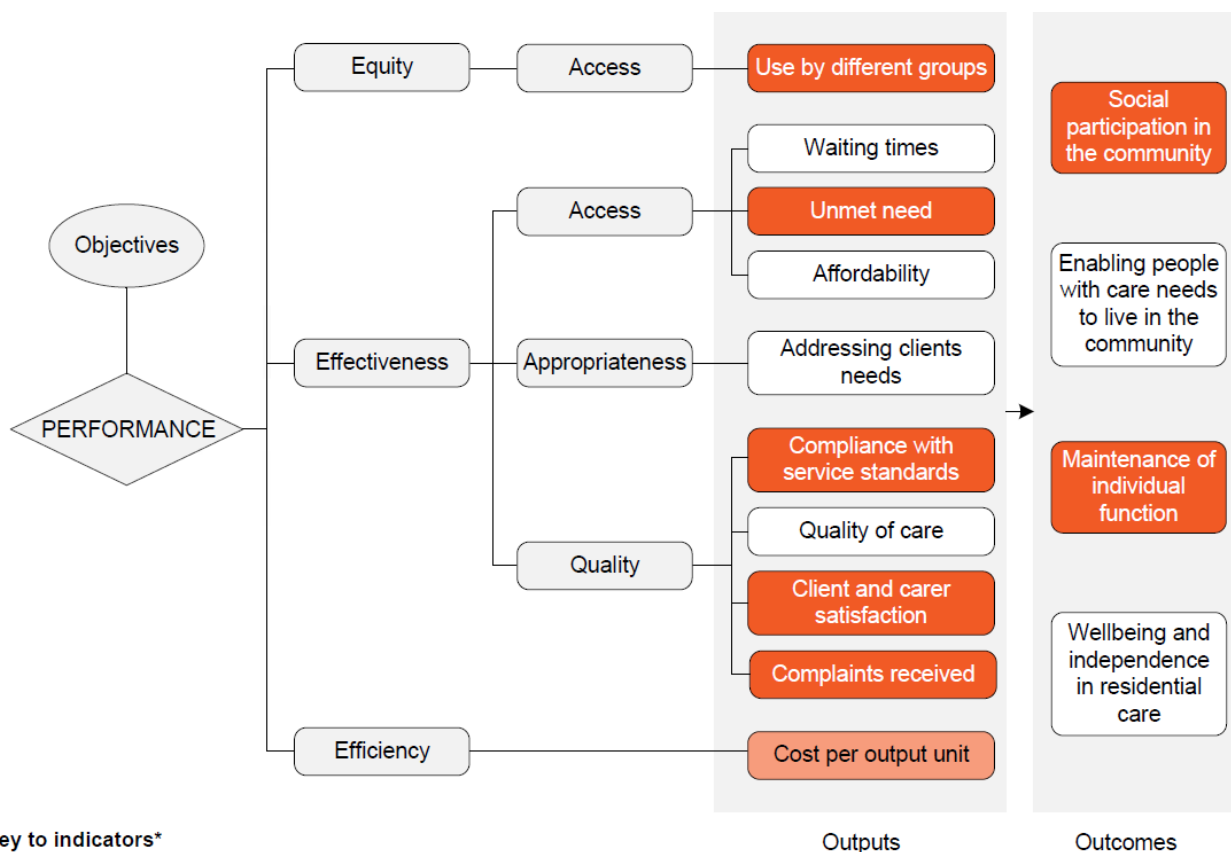 Equity
Access
Use by different groups
Social
participation in
the community
Waiting times
Objectives
Access
Unmet need
Enabling people
with care needs
to live in the
community
Affordability
Effectiveness
Appropriateness
Addressing clients
needs
PERFORMANCE
Compliance with
service standards
Maintenance of
individual
function
Quality of care
Quality
Client and carer
satisfaction
Wellbeing and
independence
in residential
care
Complaints received
Efficiency
Cost per output unit
ey to indicators*
Outputs
Outcomes